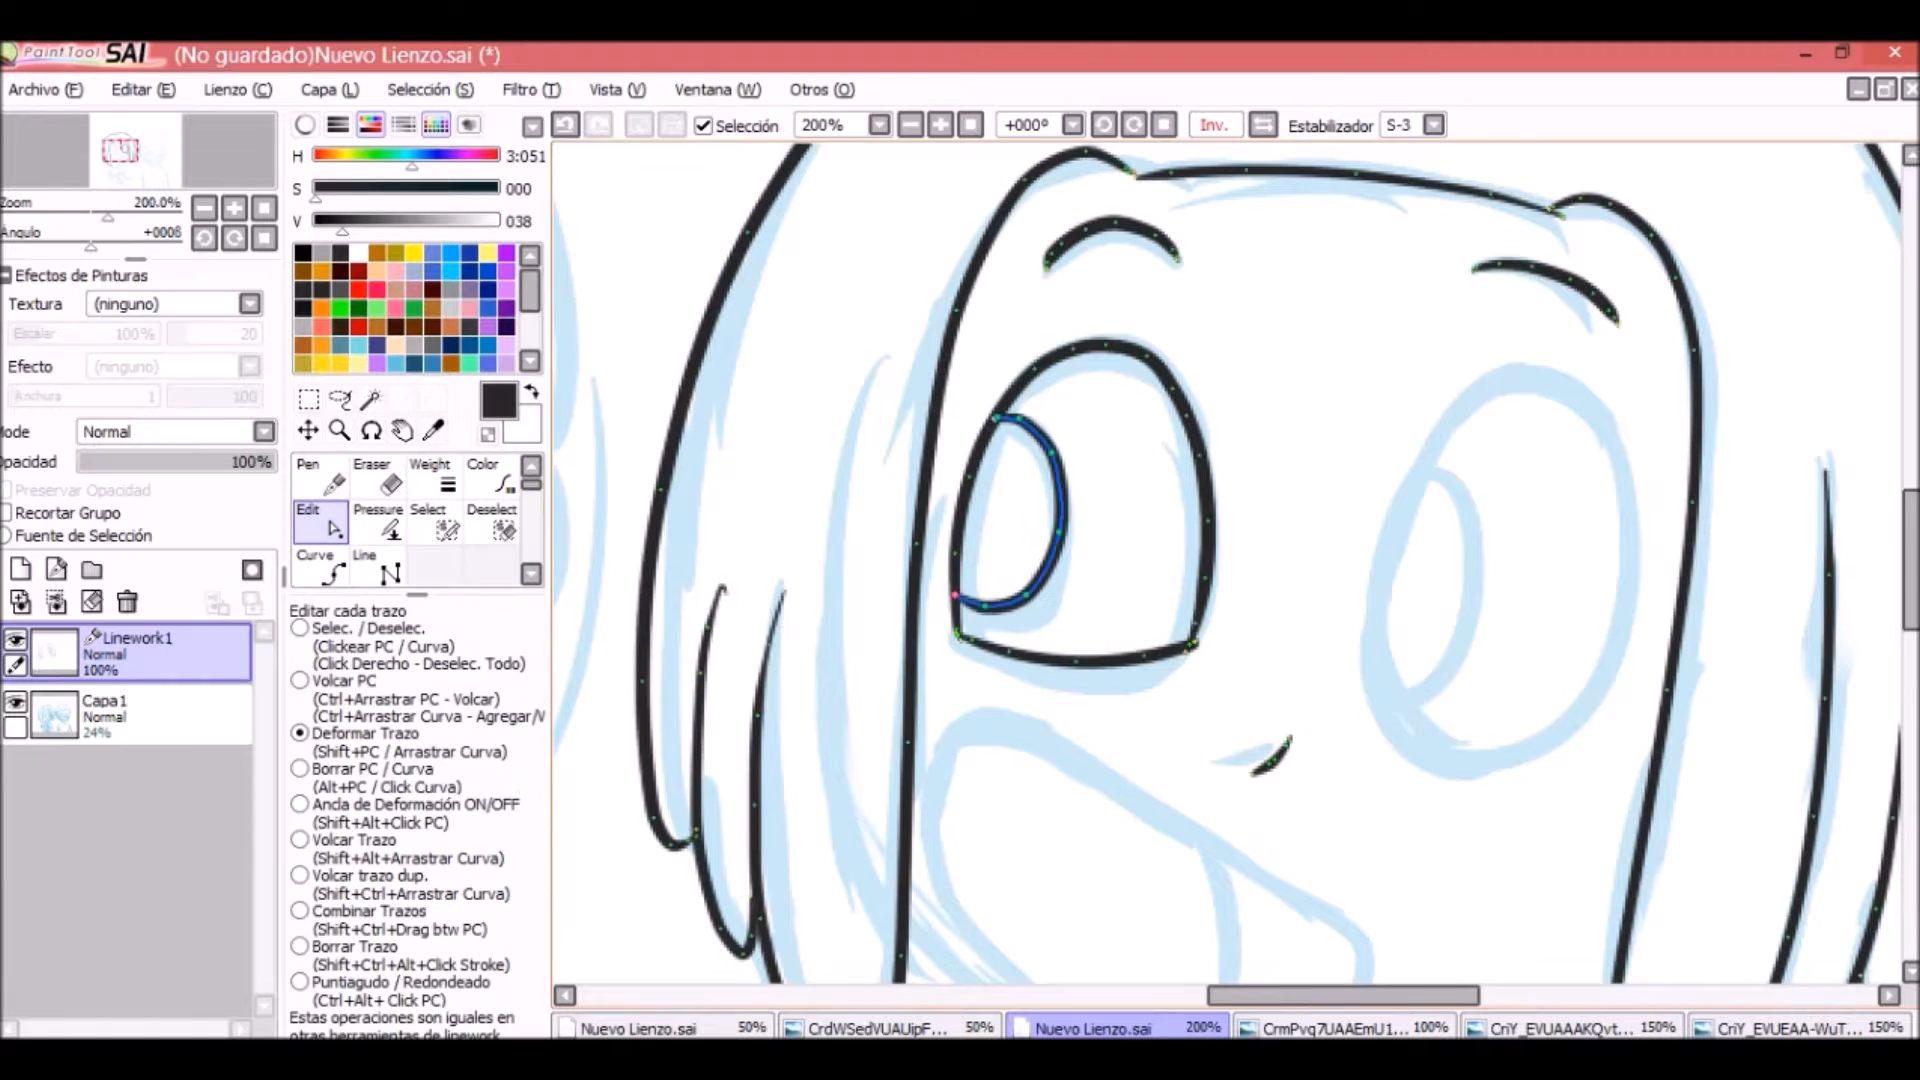 PaintTool SAI (No guardado)Nuevo Lienzo.sai (*)
Archivo (F) Editar (E) Lienzo (C) Capa (L) Selección (S) Filtro (T) Vista (V) Ventana (W) Otros (O)
Selección 200% +000º Inv. Estabilizador S-3
H 3:051
S 000
V 038
Zoom 200.0%
Angulo
Efectos de Pinturas
Textura (ninguno)
Escalar 100% 20
Efecto (ninguno)
Anchura 1 100
Mode Normal
Opacidad 100%
Preservar Opacidad
Recortar Grupo
Fuente de Selección
Linework1
Normal
100%
Capa1
Normal
24%
Pen Eraser Weight Color
Edit Pressure Select Deselect
Curve Line
Editar cada trazo
Selec. / Deselec.
(Clickear PC / Curva)
(Click Derecho - Deselec. Todo)
Volcar PC
(Ctrl+Arrastrar PC - Volcar)
(Ctrl+Arrastrar Curva - Agregar/V
Deformar Trazo
(Shift+PC / Arrastrar Curva)
Borrar PC / Curva
(Alt+PC / Click Curva)
Ancla de Deformación ON/OFF
(Shift+Alt+Click PC)
Volcar Trazo
(Shift+Alt+Arrastrar Curva)
Volcar trazo dup.
(Shift+Ctrl+Arrastrar Curva)
Combinar Trazos
(Shift+Ctrl+Drag btw PC)
Borrar Trazo
(Shift+Ctrl+Alt+Click Stroke)
Puntiagudo / Redondeado
(Ctrl+Alt+ Click PC)
Estas operaciones son iguales en
otras herramientas de linework
Nuevo Lienzo.sai 50% CrdWSedVUAUipF... 50% Nuevo Lienzo.sai 200% CrmPvq7UAAEmU1... 100% CriY_EVUAAAKQvt... 150% CriY_EVUEAA-WuT... 150%